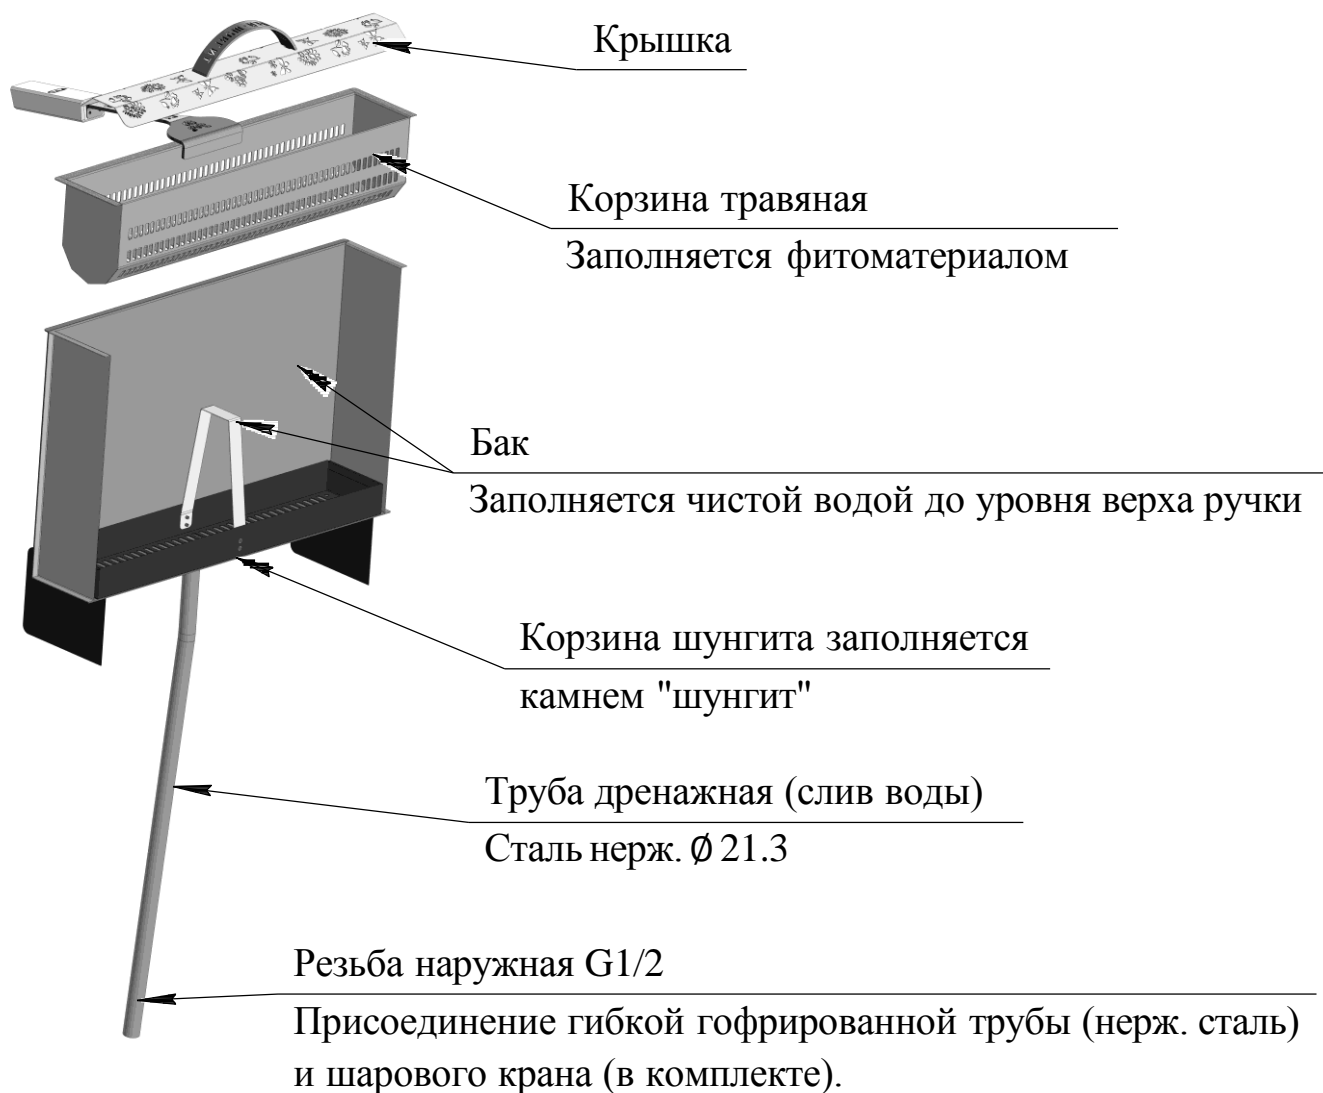 Крышка
Корзина травяная
Заполняется фитоматериалом
Бак
Заполняется чистой водой до уровня верха ручки
Корзина шунгита заполняется
камнем "шунгит"
Труба дренажная (слив воды)
Сталь нерж. Ø 21.3
Резьба наружная G1/2
Присоединение гибкой гофрированной трубы (нерж. сталь)
и шарового крана (в комплекте).